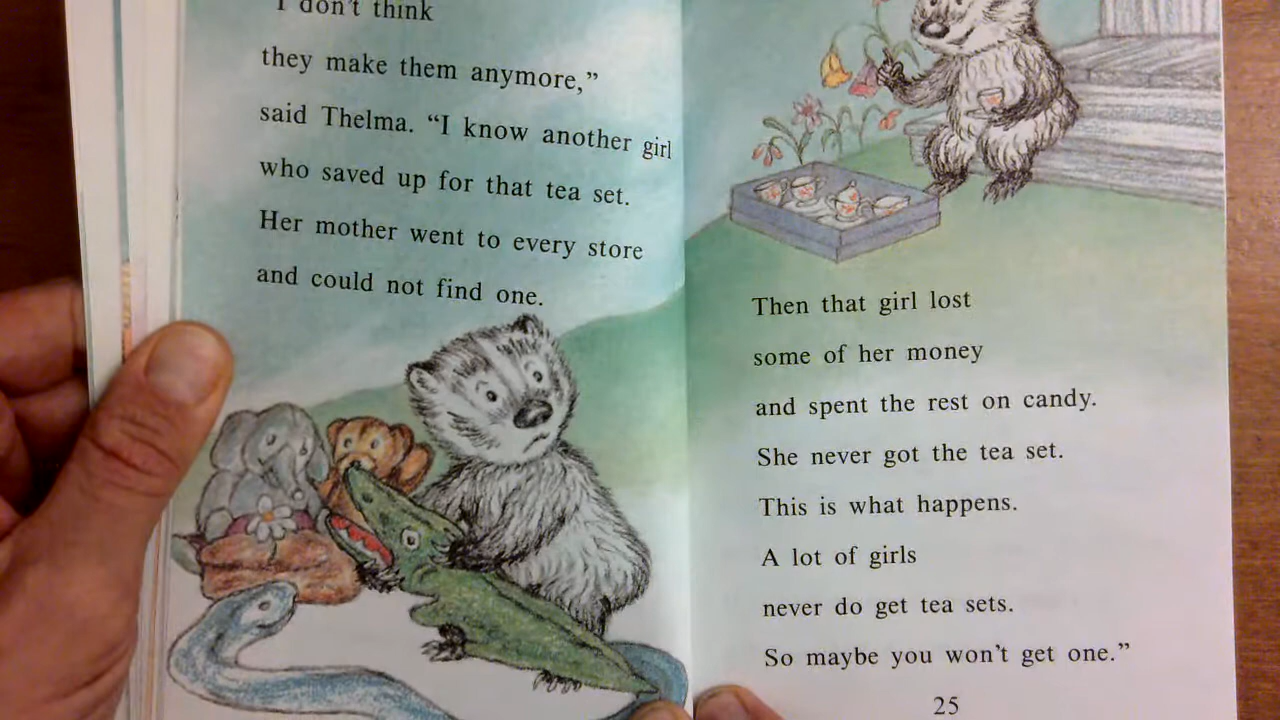 "I don't think
they make them anymore,"
said Thelma. "I know another girl
who saved up for that tea set.
Her mother went to every store
and could not find one.
Then that girl lost
some of her money
and spent the rest on candy.
She never got the tea set.
This is what happens.
A lot of girls
never do get tea sets.
So maybe you won't get one."
25